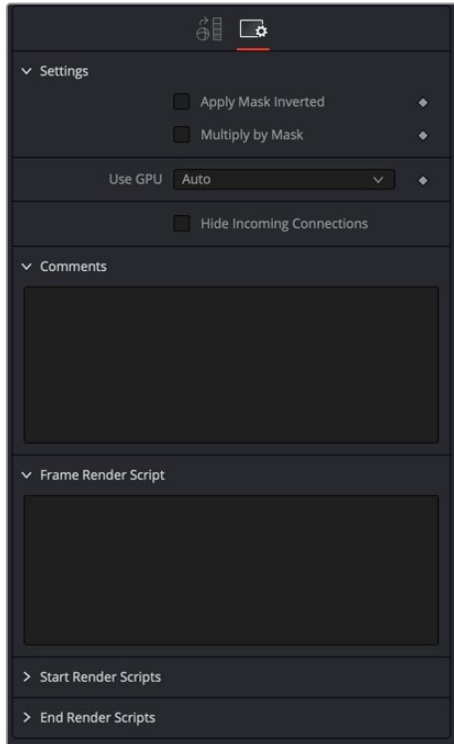 Settings
Apply Mask Inverted
Multiply by Mask
Use GPU Auto
Hide Incoming Connections
Comments
Frame Render Script
Start Render Scripts
End Render Scripts